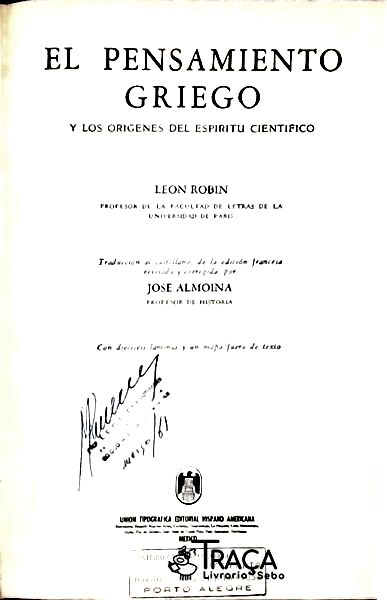 EL PENSAMIENTO
GRIEGO
Y LOS ORIGENES DEL ESPIRITU CIENTIFICO
LEON ROBIN
PROFESOR DE LA FACULTAD DE LETRAS DE LA
UNIVERSIDAD DE PARIS
Traducción al castellano de la edición francesa
revisada y corregida, por
JOSE ALMOINA
PROFESOR DE HISTORIA
Con dieciséis láminas y un mapa fuera de texto
UNION TIPOGRAFICA EDITORIAL HISPANO AMERICANA
MEXICO
TRAÇA
Livraria Sebo
PORTO ALEGRE